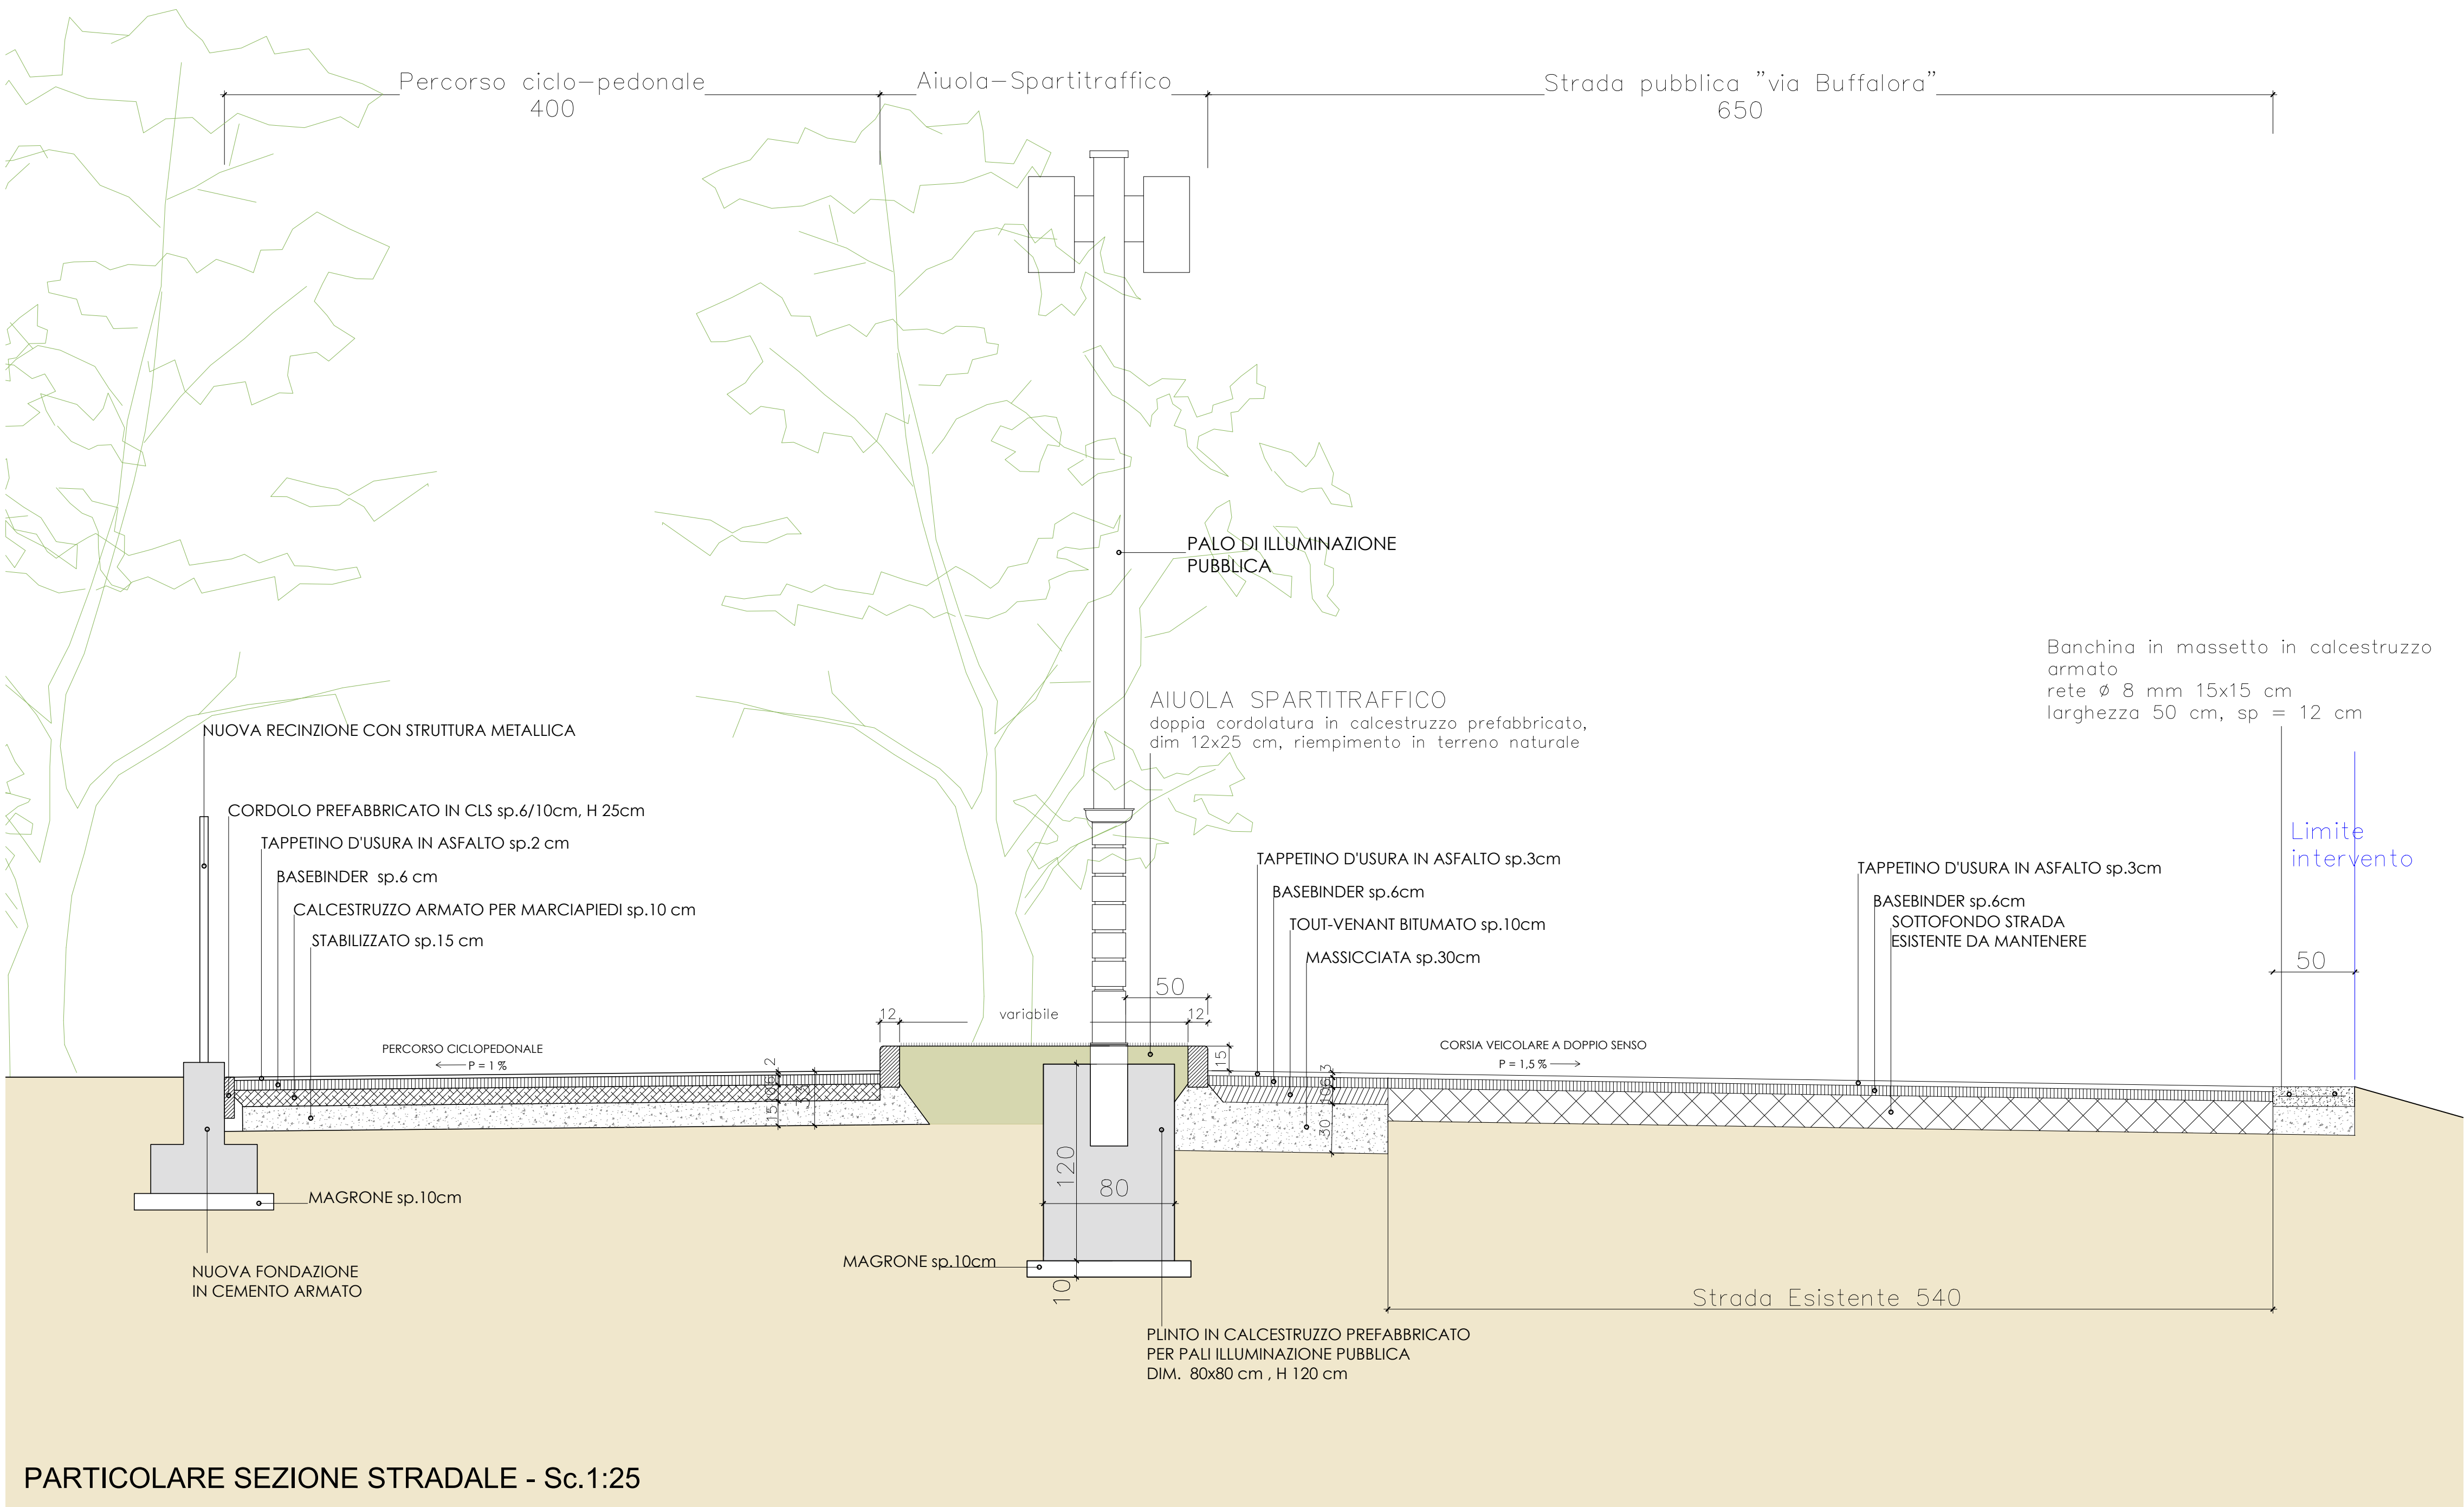 Percorso ciclo-pedonale
400
Aiuola-Spartitraffico
Strada pubblica "via Buffalora"
650
PALO DI ILLUMINAZIONE
PUBBLICA
Banchina in massetto in calcestruzzo
armato
rete ø 8 mm 15x15 cm
larghezza 50 cm, sp = 12 cm
AIUOLA SPARTITRAFFICO
doppia cordolatura in calcestruzzo prefabbricato,
dim 12x25 cm, riempimento in terreno naturale
NUOVA RECINZIONE CON STRUTTURA METALLICA
CORDOLO PREFABBRICATO IN CLS sp.6/10cm, H 25cm
TAPPETINO D'USURA IN ASFALTO sp.2 cm
BASEBINDER sp.6 cm
CALCESTRUZZO ARMATO PER MARCIAPIEDI sp.10 cm
STABILIZZATO sp.15 cm
TAPPETINO D'USURA IN ASFALTO sp.3cm
BASEBINDER sp.6cm
TOUT-VENANT BITUMATO sp.10cm
MASSICCIATA sp.30cm
TAPPETINO D'USURA IN ASFALTO sp.3cm
BASEBINDER sp.6cm
SOTTOFONDO STRADA
ESISTENTE DA MANTENERE
Limite
intervento
50
50
12
variabile
12
PERCORSO CICLOPEDONALE
P = 1 %
2
6
10
15
33
15
CORSIA VEICOLARE A DOPPIO SENSO
P = 1,5 %
3
6
10
30
120
80
10
MAGRONE sp.10cm
MAGRONE sp.10cm
NUOVA FONDAZIONE
IN CEMENTO ARMATO
Strada Esistente 540
PLINTO IN CALCESTRUZZO PREFABBRICATO
PER PALI ILLUMINAZIONE PUBBLICA
DIM. 80x80 cm , H 120 cm
PARTICOLARE SEZIONE STRADALE - Sc.1:25